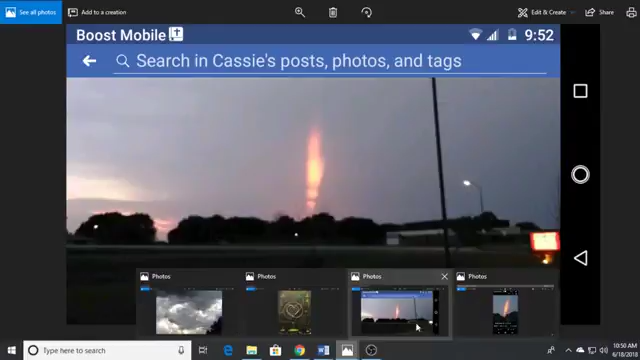 See all photos
Add to a creation
Edit & Create
Share
Boost Mobile
9:52
Search in Cassie's posts, photos, and tags
Photos
Photos
Photos
Photos
Type here to search
10:50 AM
6/18/2018